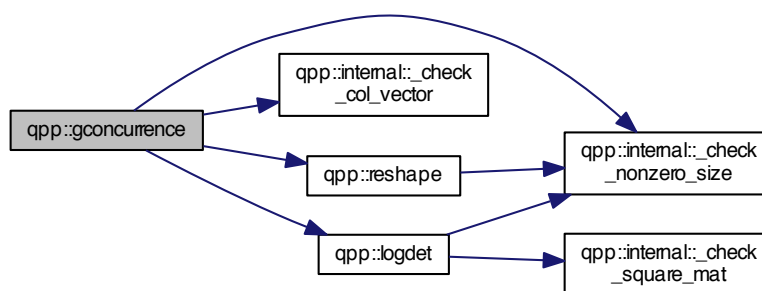 qpp::gconcurrence
qpp::internal::_check
_col_vector
qpp::reshape
qpp::logdet
qpp::internal::_check
_nonzero_size
qpp::internal::_check
_square_mat